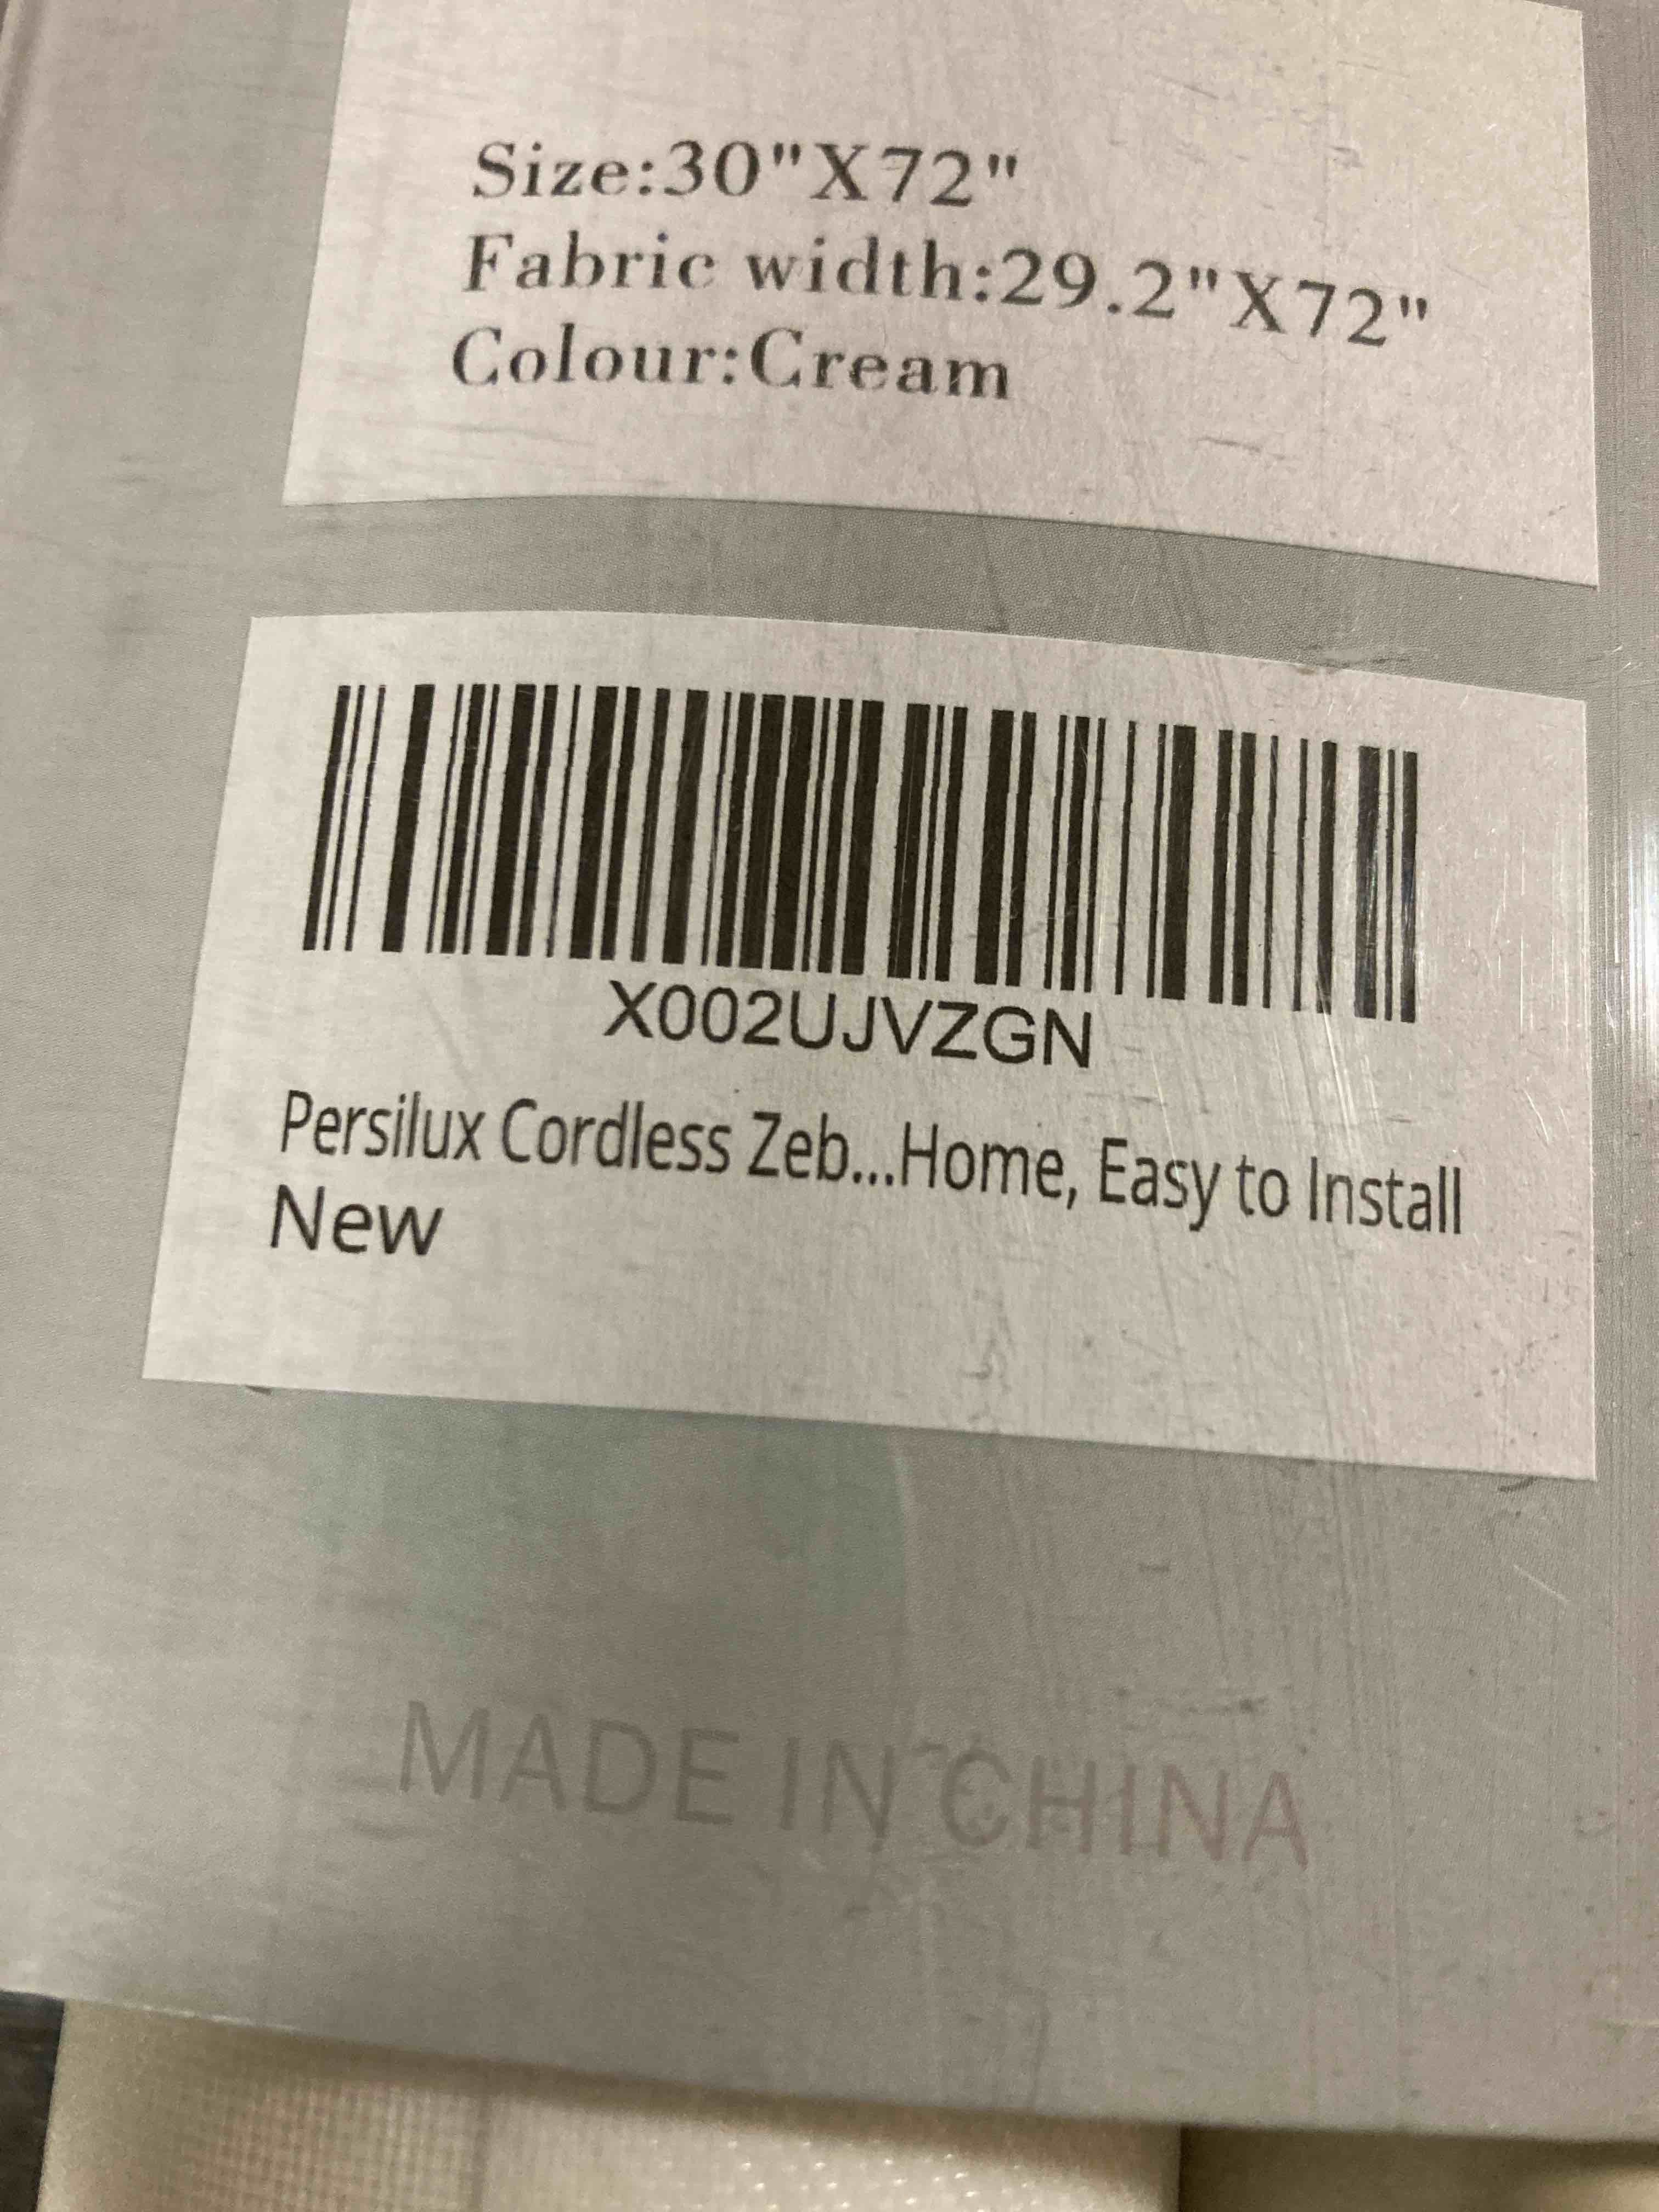 Size:30"X72"
Fabric width:29.2"X72"
Colour:Cream
X002UJVZGN
Persilux Cordless Zeb...Home, Easy to Install
New
MADE IN CHINA